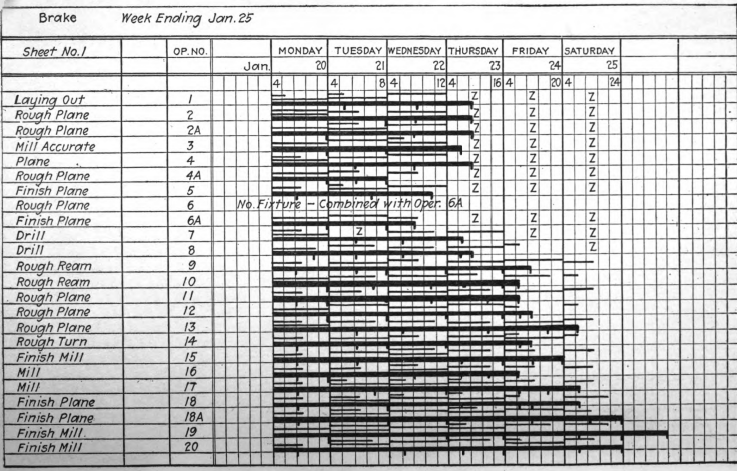 Brake Week Ending Jan. 25
Sheet No. 1 OP. NO. MONDAY TUESDAY WEDNESDAY THURSDAY FRIDAY SATURDAY
Jan. 20 21 22 23 24 25
4 4 8 4 12 4 16 4 20 4 24
Laying Out 1 Z Z Z
Rough Plane 2 Z Z Z
Rough Plane 2A Z Z Z
Mill Accurate 3 Z Z Z
Plane 4 Z Z Z
Rough Plane 4A Z Z Z
Finish Plane 5 Z Z Z
Rough Plane 6 No. Fixture – Combined with Oper. 6A
Finish Plane 6A Z Z Z
Drill 7 Z Z Z
Drill 8 Z
Rough Ream 9
Rough Ream 10
Rough Plane 11
Rough Plane 12
Rough Plane 13
Rough Turn 14
Finish Mill 15
Mill 16
Mill 17
Finish Plane 18
Finish Plane 18A
Finish Mill 19
Finish Mill 20